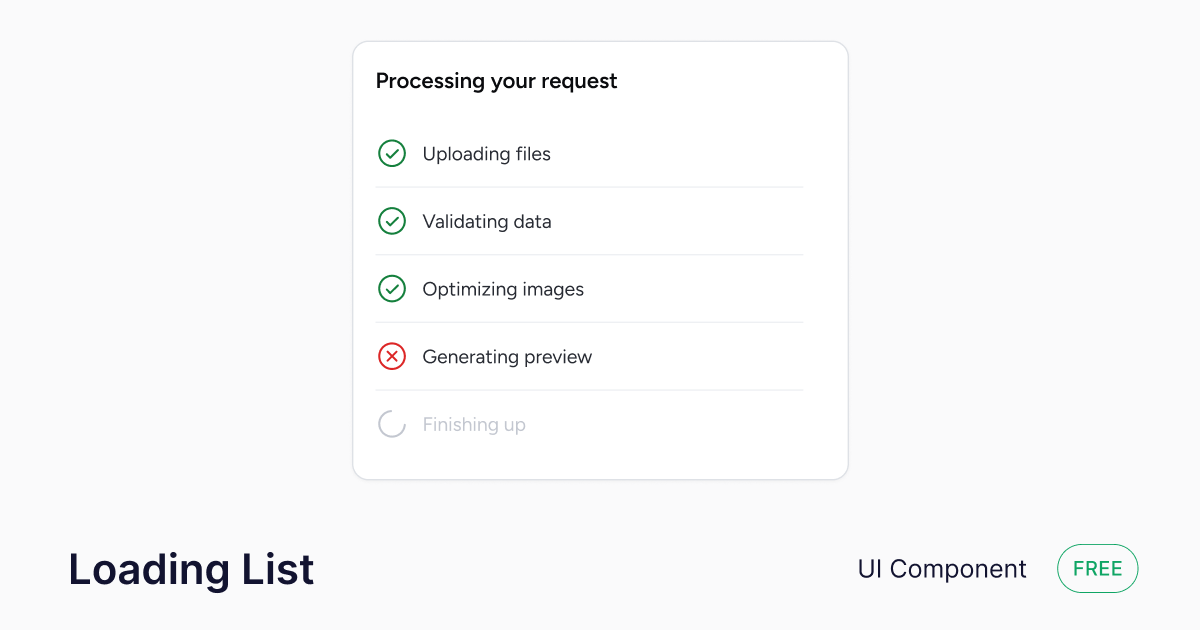 Processing your request
Uploading files
Validating data
Optimizing images
Generating preview
Finishing up
Loading List
UI Component
FREE